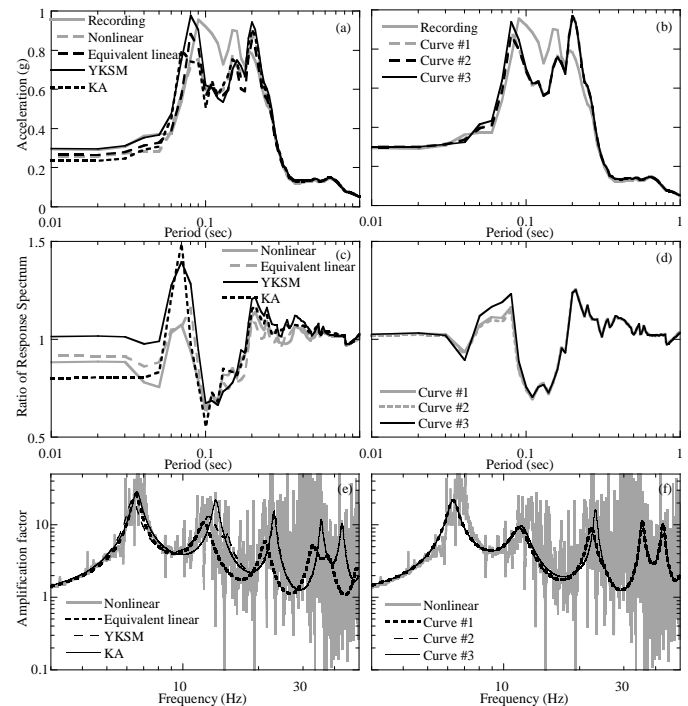 1
0.8
0.6
0.4
0.2
0
Acceleration (g)
Recording
Nonlinear
Equivalent linear
YKSM
KA
(a)
0.01
0.1
1
Period (sec)
Recording
Curve #1
Curve #2
Curve #3
(b)
0.01
0.1
1
Period (sec)
1.5
1
0.5
Ratio of Response Spectrum
Nonlinear
Equivalent linear
YKSM
KA
(c)
0.01
0.1
1
Period (sec)
(d)
Curve #1
Curve #2
Curve #3
0.01
0.1
1
Period (sec)
10
1
0.1
Amplification factor
(e)
Nonlinear
Equivalent linear
YKSM
KA
10
30
Frequency (Hz)
(f)
Nonlinear
Curve #1
Curve #2
Curve #3
10
30
Frequency (Hz)